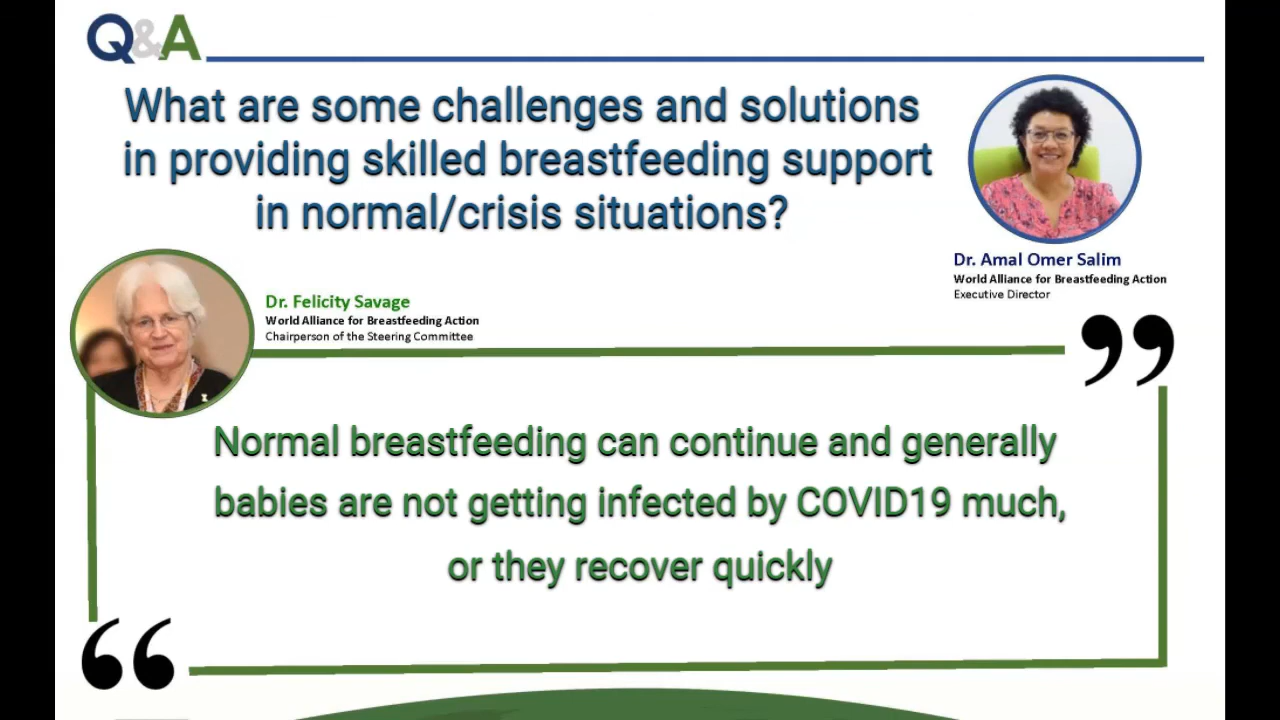 Q&A
What are some challenges and solutions
in providing skilled breastfeeding support
in normal/crisis situations?
Dr. Amal Omer Salim
World Alliance for Breastfeeding Action
Executive Director
Dr. Felicity Savage
World Alliance for Breastfeeding Action
Chairperson of the Steering Committee
”
Normal breastfeeding can continue and generally
babies are not getting infected by COVID19 much,
or they recover quickly
“